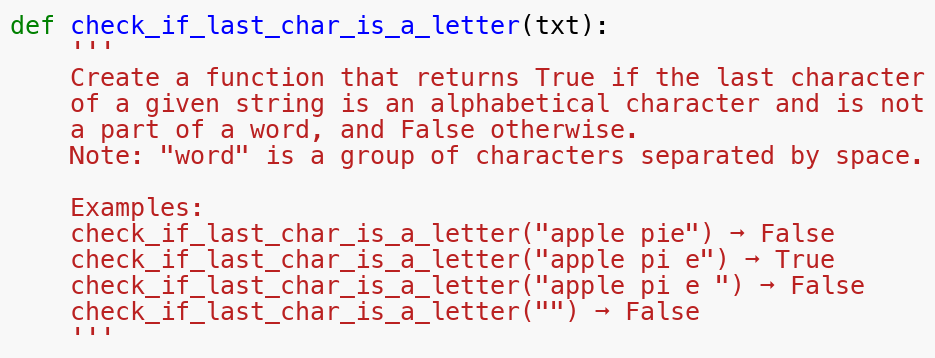 def check_if_last_char_is_a_letter(txt):
    '''
    Create a function that returns True if the last character
    of a given string is an alphabetical character and is not
    a part of a word, and False otherwise.
    Note: "word" is a group of characters separated by space.

    Examples:
    check_if_last_char_is_a_letter("apple pie") → False
    check_if_last_char_is_a_letter("apple pi e") → True
    check_if_last_char_is_a_letter("apple pi e ") → False
    check_if_last_char_is_a_letter("") → False
    '''